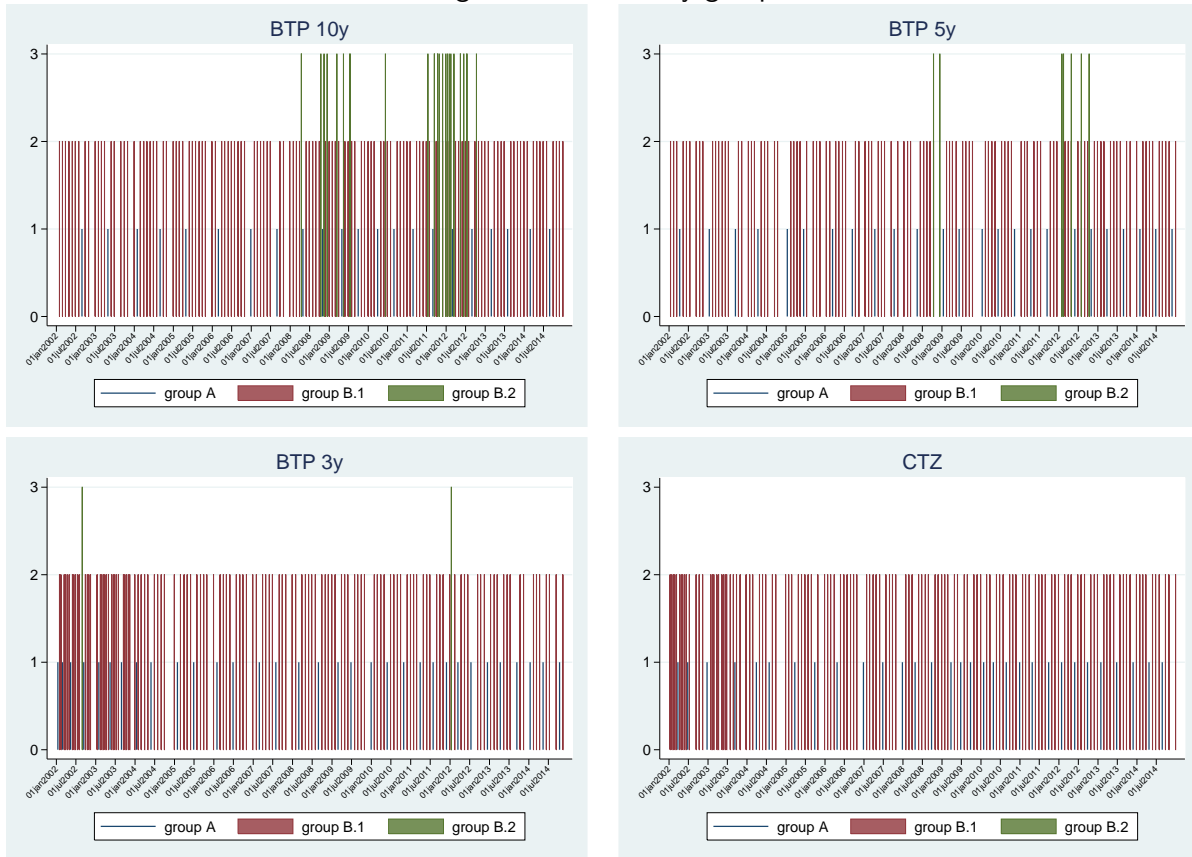 BTP 10y
3
2
1
0
01jan2002 01jul2002 01jan2003 01jul2003 01jan2004 01jul2004 01jan2005 01jul2005 01jan2006 01jul2006 01jan2007 01jul2007 01jan2008 01jul2008 01jan2009 01jul2009 01jan2010 01jul2010 01jan2011 01jul2011 01jan2012 01jul2012 01jan2013 01jul2013 01jan2014 01jul2014
group A group B.1 group B.2
BTP 5y
3
2
1
0
01jan2002 01jul2002 01jan2003 01jul2003 01jan2004 01jul2004 01jan2005 01jul2005 01jan2006 01jul2006 01jan2007 01jul2007 01jan2008 01jul2008 01jan2009 01jul2009 01jan2010 01jul2010 01jan2011 01jul2011 01jan2012 01jul2012 01jan2013 01jul2013 01jan2014 01jul2014
group A group B.1 group B.2
BTP 3y
3
2
1
0
01jan2002 01jul2002 01jan2003 01jul2003 01jan2004 01jul2004 01jan2005 01jul2005 01jan2006 01jul2006 01jan2007 01jul2007 01jan2008 01jul2008 01jan2009 01jul2009 01jan2010 01jul2010 01jan2011 01jul2011 01jan2012 01jul2012 01jan2013 01jul2013 01jan2014 01jul2014
group A group B.1 group B.2
CTZ
3
2
1
0
01jan2002 01jul2002 01jan2003 01jul2003 01jan2004 01jul2004 01jan2005 01jul2005 01jan2006 01jul2006 01jan2007 01jul2007 01jan2008 01jul2008 01jan2009 01jul2009 01jan2010 01jul2010 01jan2011 01jul2011 01jan2012 01jul2012 01jan2013 01jul2013 01jan2014 01jul2014
group A group B.1 group B.2